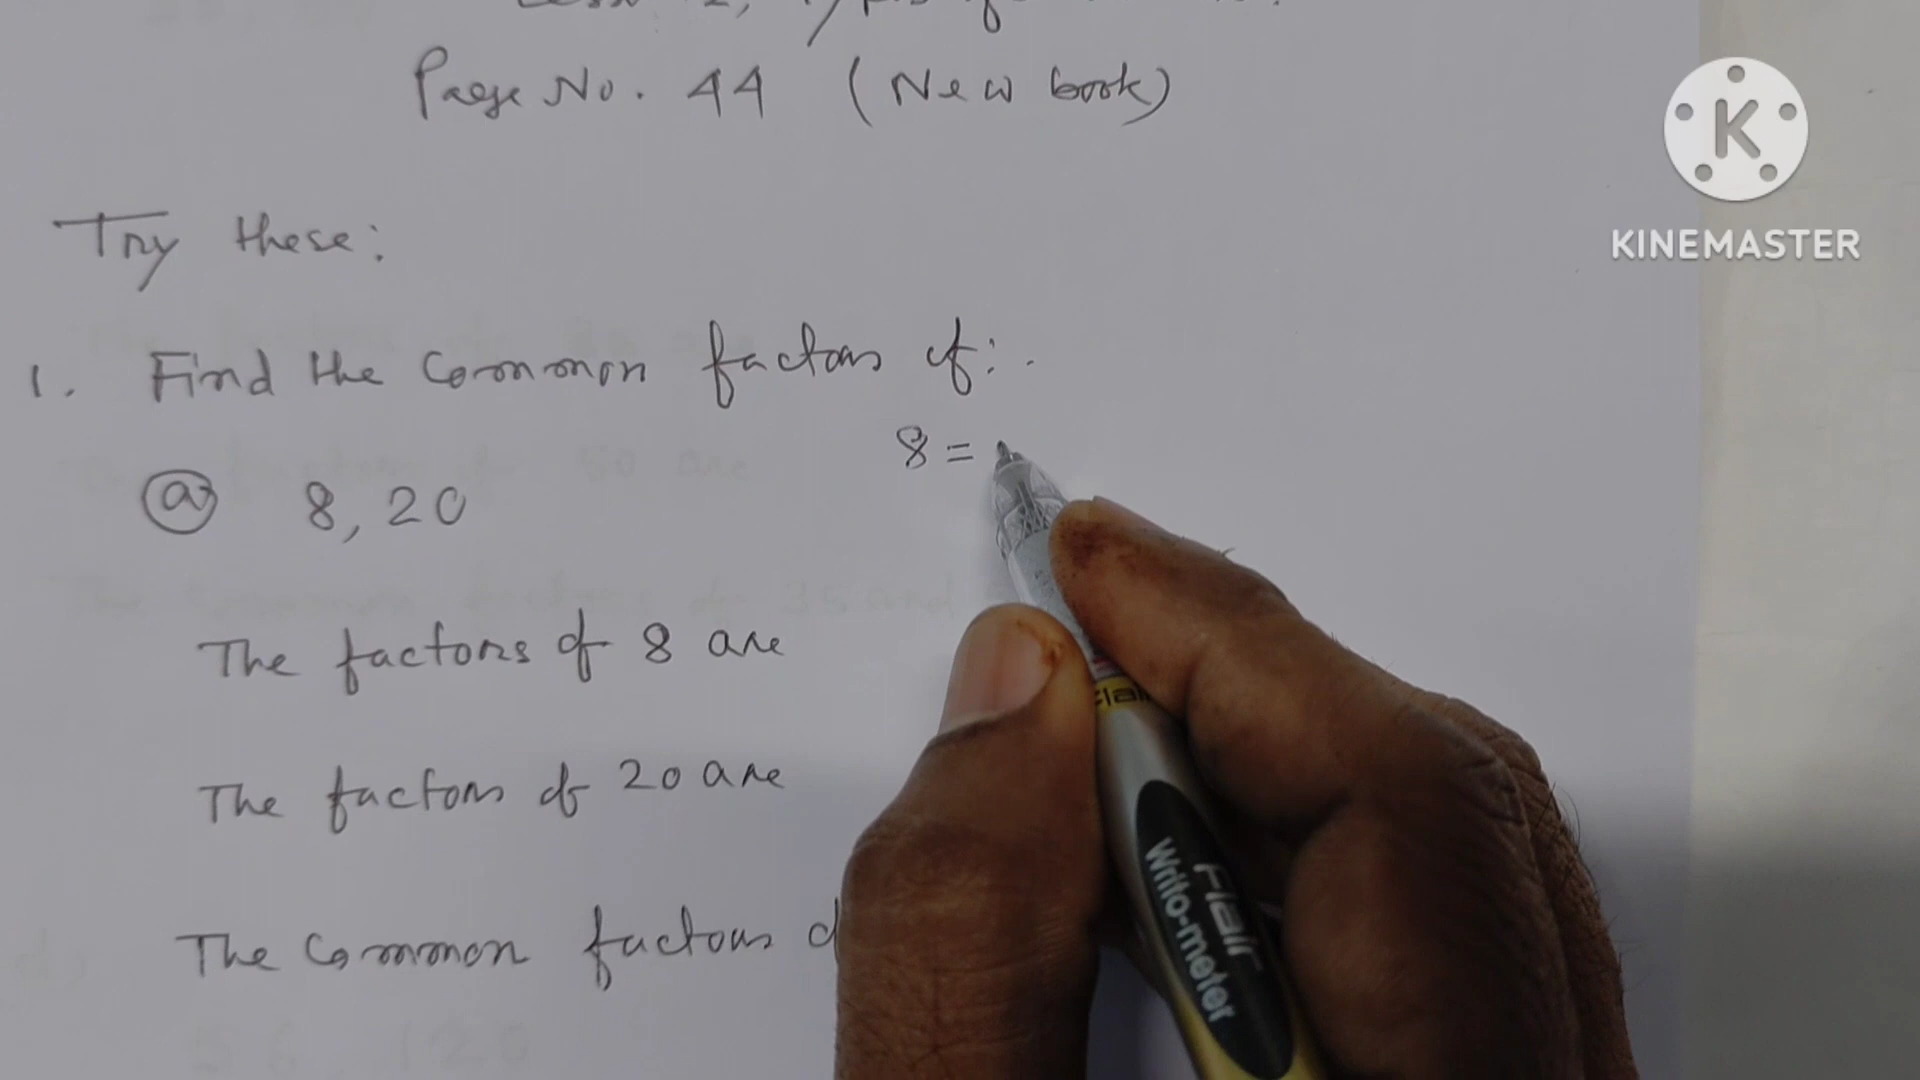 Page No. 44 (New book)
K
KINEMASTER
Try these:
1. Find the common factors of:.
8 =
a 8, 20
The factors of 8 are
Flair
The factors of 20 are
Flair
Writo-meter
The common factors